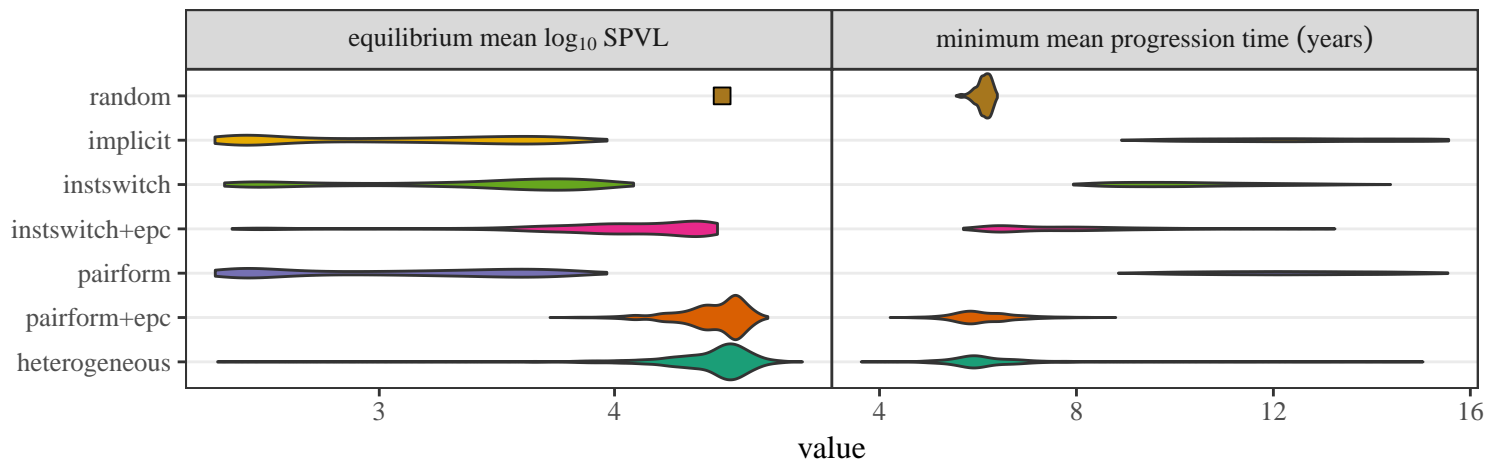 equilibrium mean log₁₀ SPVL
minimum mean progression time (years)
random
implicit
instswitch
instswitch+epc
pairform
pairform+epc
heterogeneous
3 4 4 8 12 16
value